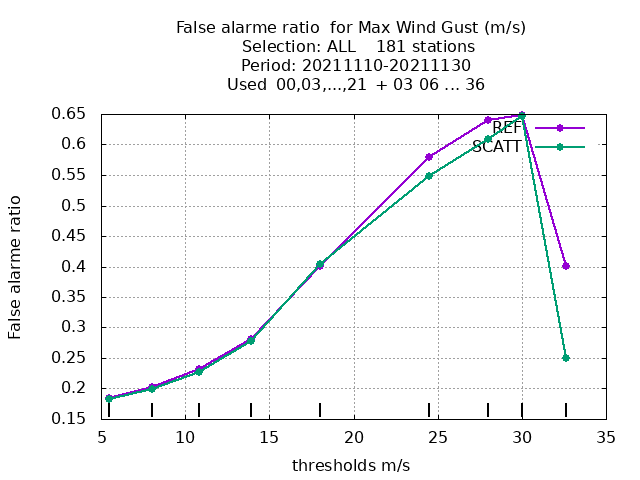 False alarme ratio  for Max Wind Gust (m/s)
Selection: ALL    181 stations
Period: 20211110-20211130
Used  00,03,...,21  + 03 06 ... 36
REF
SCATT
0.65
0.6
0.55
0.5
0.45
0.4
0.35
0.3
0.25
0.2
0.15
False alarme ratio
5 10 15 20 25 30 35
thresholds m/s